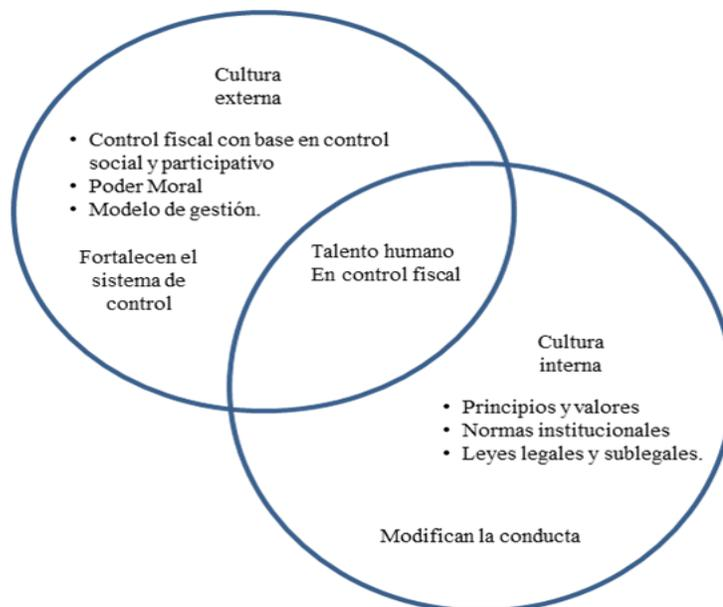 Cultura
externa
• Control fiscal con base en control
social y participativo
• Poder Moral
• Modelo de gestión.
Fortalecen el
sistema de
control
Talento humano
En control fiscal
Cultura
interna
• Principios y valores
• Normas institucionales
• Leyes legales y sublegales.
Modifican la conducta